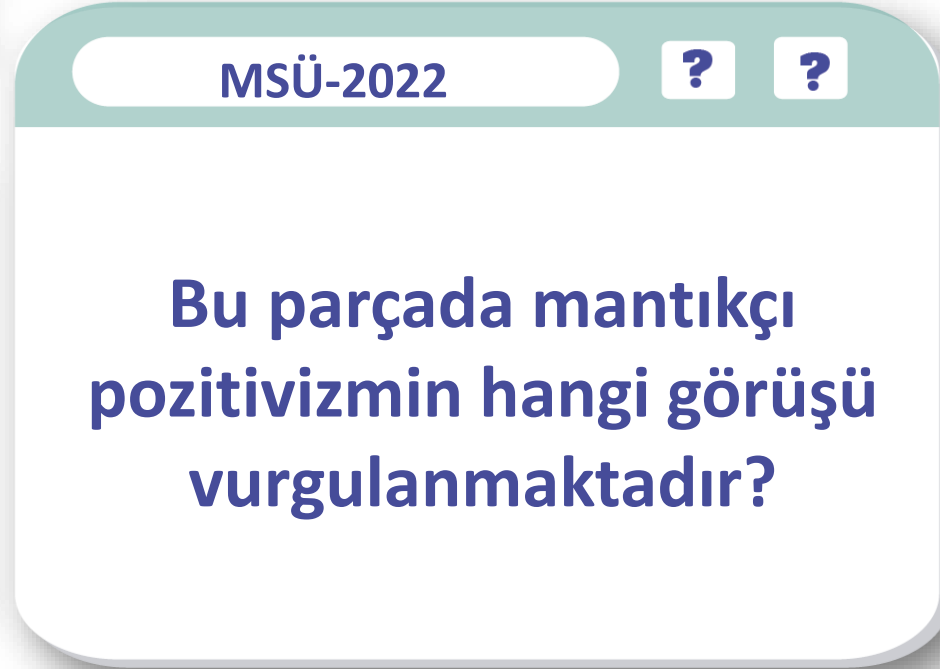 MSÜ-2022
? ?
Bu parçada mantıkçı
pozitivizmin hangi görüşü
vurgulanmaktadır?